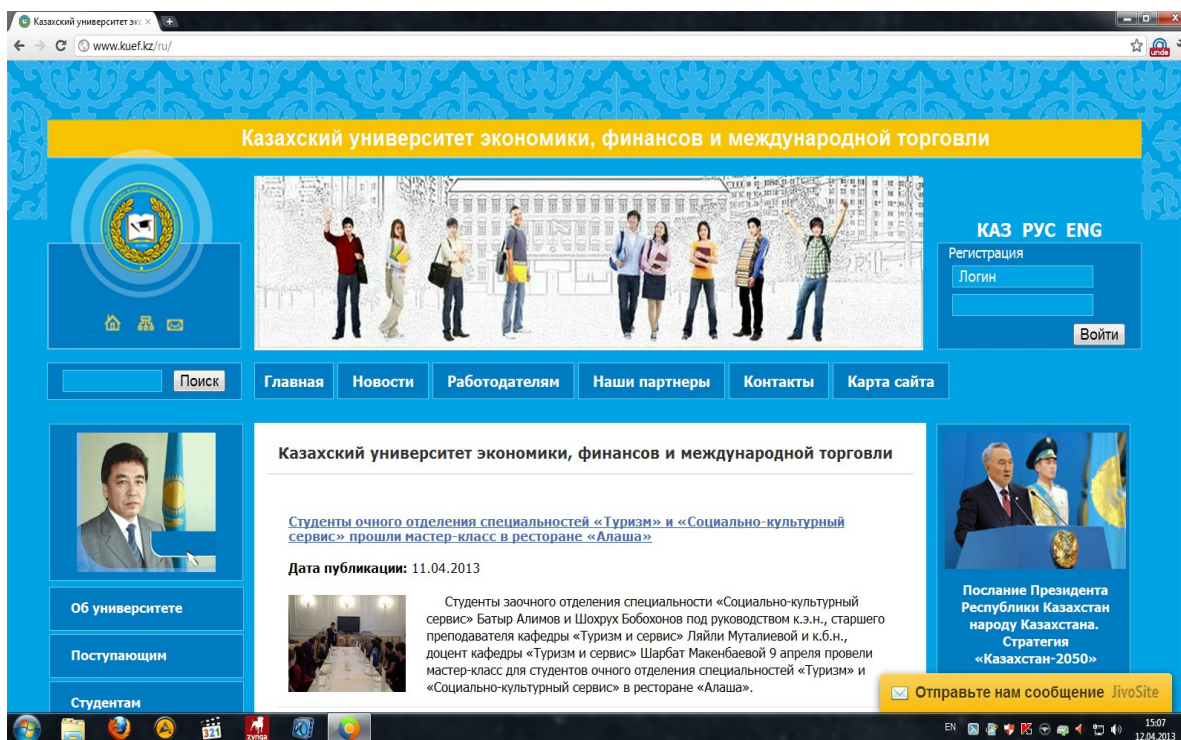 Казахский университет эко
www.kuef.kz/ru/
unde
Казахский университет экономики, финансов и международной торговли
КАЗ РУС ENG
Регистрация
Логин
Войти
Поиск
Главная Новости Работодателям Наши партнеры Контакты Карта сайта
Казахский университет экономики, финансов и международной торговли
Студенты очного отделения специальностей «Туризм» и «Социально-культурный
сервис» прошли мастер-класс в ресторане «Алаша»
Дата публикации: 11.04.2013
Студенты заочного отделения специальности «Социально-культурный
сервис» Батыр Алимов и Шохрух Бобохонов под руководством к.э.н., старшего
преподавателя кафедры «Туризм и сервис» Ляйли Муталиевой и к.б.н.,
доцент кафедры «Туризм и сервис» Шарбат Макенбаевой 9 апреля провели
мастер-класс для студентов очного отделения специальностей «Туризм» и
«Социально-культурный сервис» в ресторане «Алаша».
Об университете
Поступающим
Студентам
Послание Президента
Республики Казахстан
народу Казахстана.
Стратегия
«Казахстан-2050»
Отправьте нам сообщение JivoSite
321
zynga
EN
15:07
12.04.2013